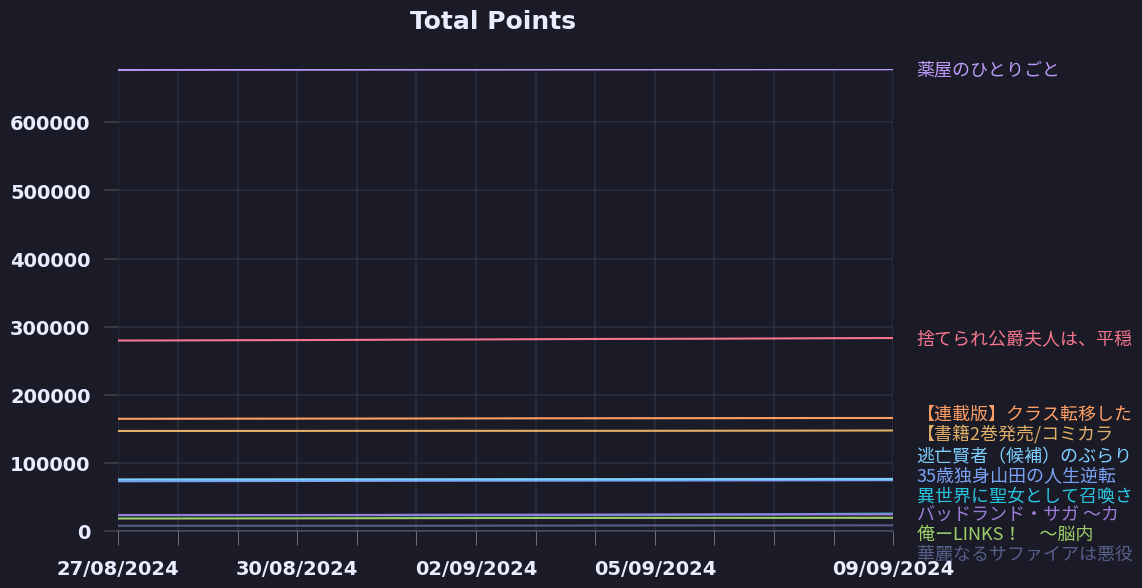 Total Points
薬屋のひとりごと
600000
500000
400000
300000
捨てられ公爵夫人は、平穏
200000
【連載版】クラス転移した
【書籍2巻発売/コミカラ
100000
逃亡賢者（候補）のぶらり
35歳独身山田の人生逆転
異世界に聖女として召喚さ
バッドランド・サガ ～カ
0
俺ーLINKS！　～脳内
華麗なるサファイアは悪役
27/08/2024 30/08/2024 02/09/2024 05/09/2024 09/09/2024